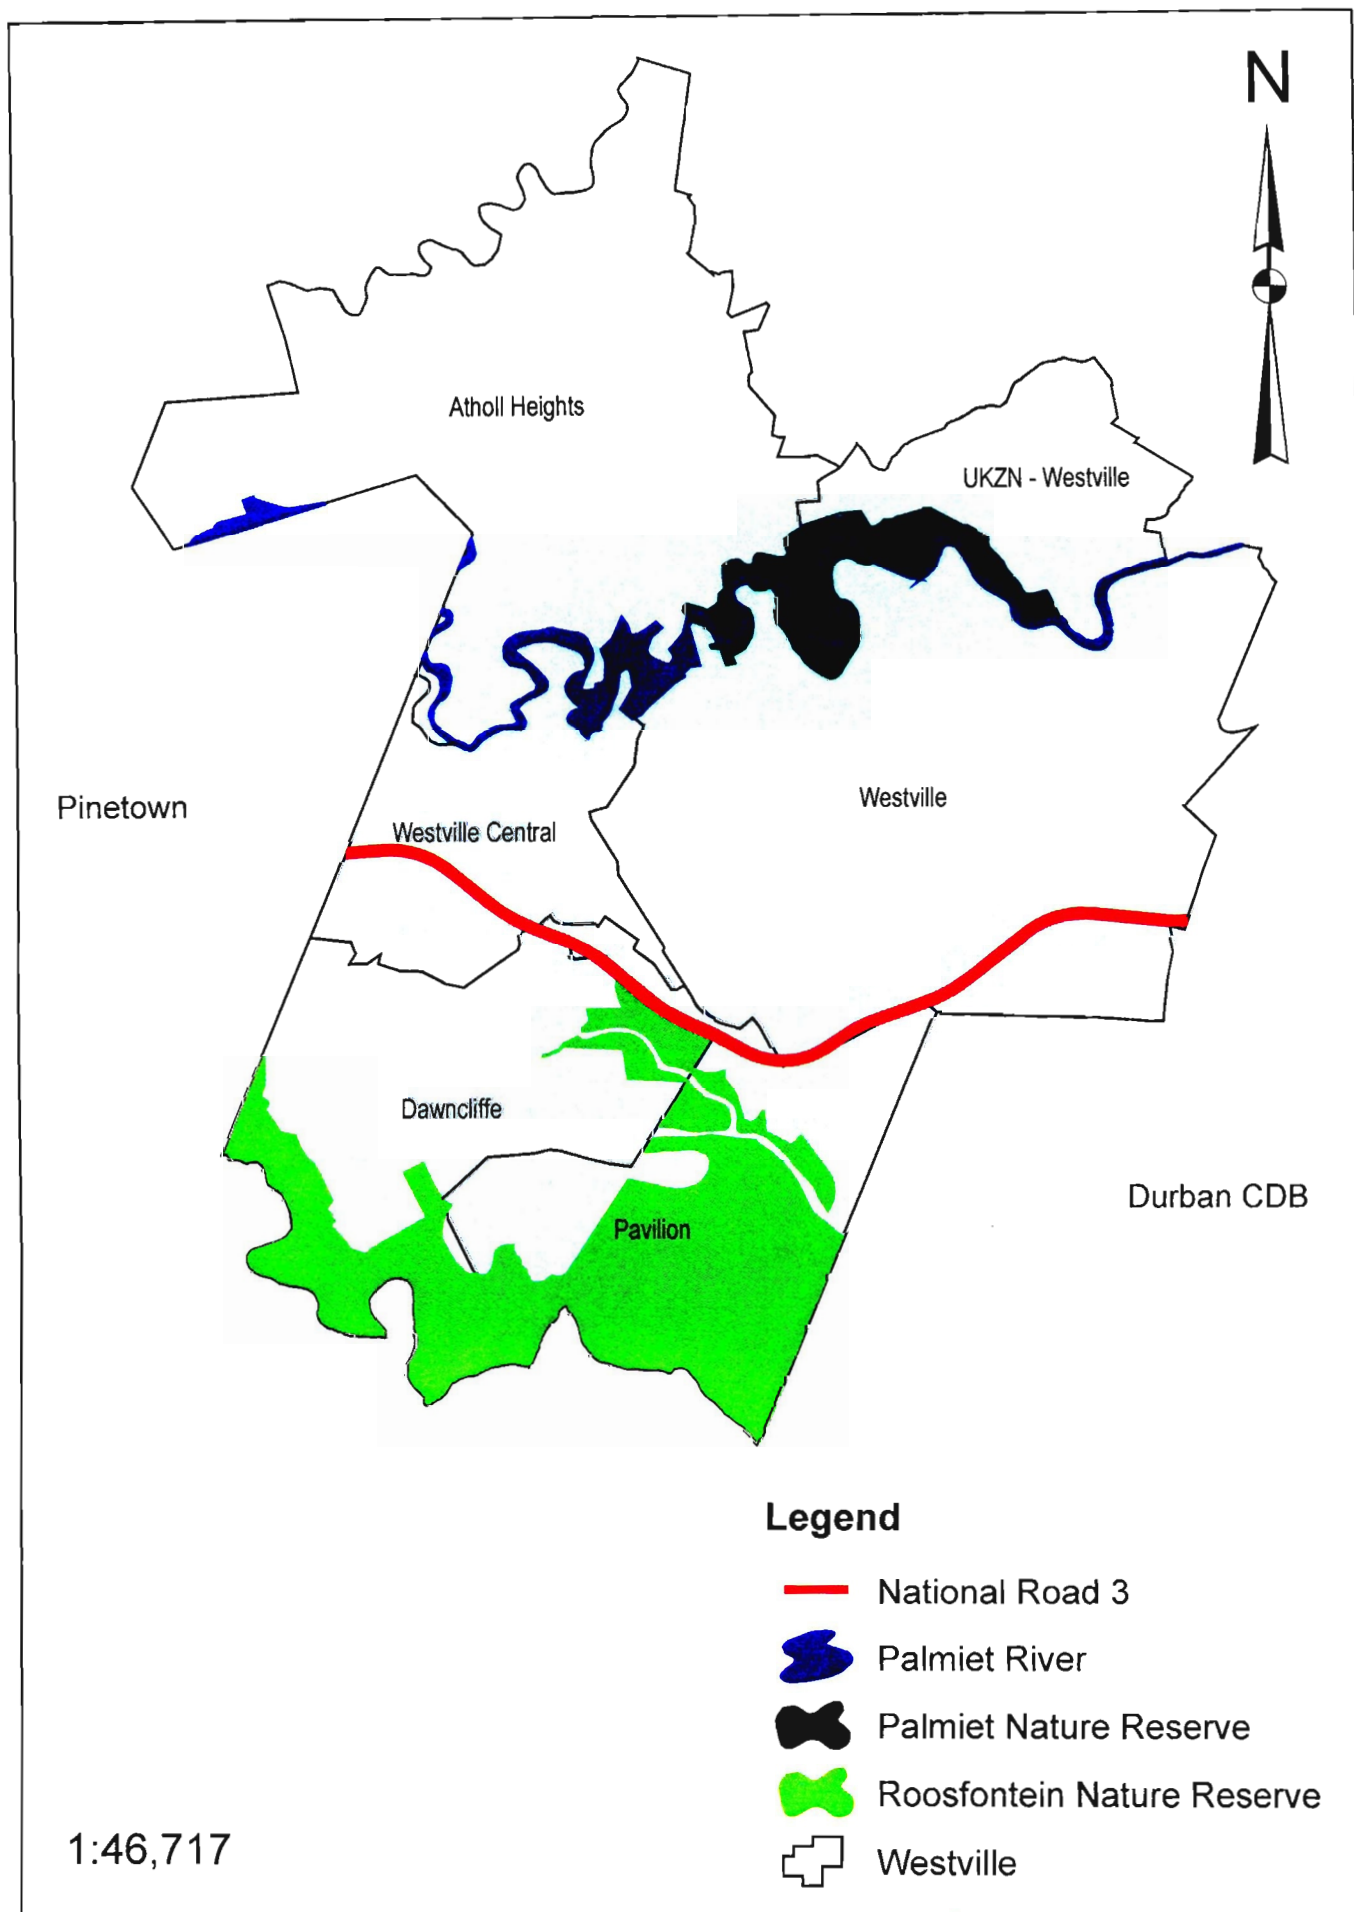 N
Atholl Heights
UKZN - Westville
Pinetown
Westville
Westville Central
Dawncliffe
Durban CDB
Pavilion
Legend
National Road 3
Palmiet River
Palmiet Nature Reserve
Roosfontein Nature Reserve
Westville
1:46,717